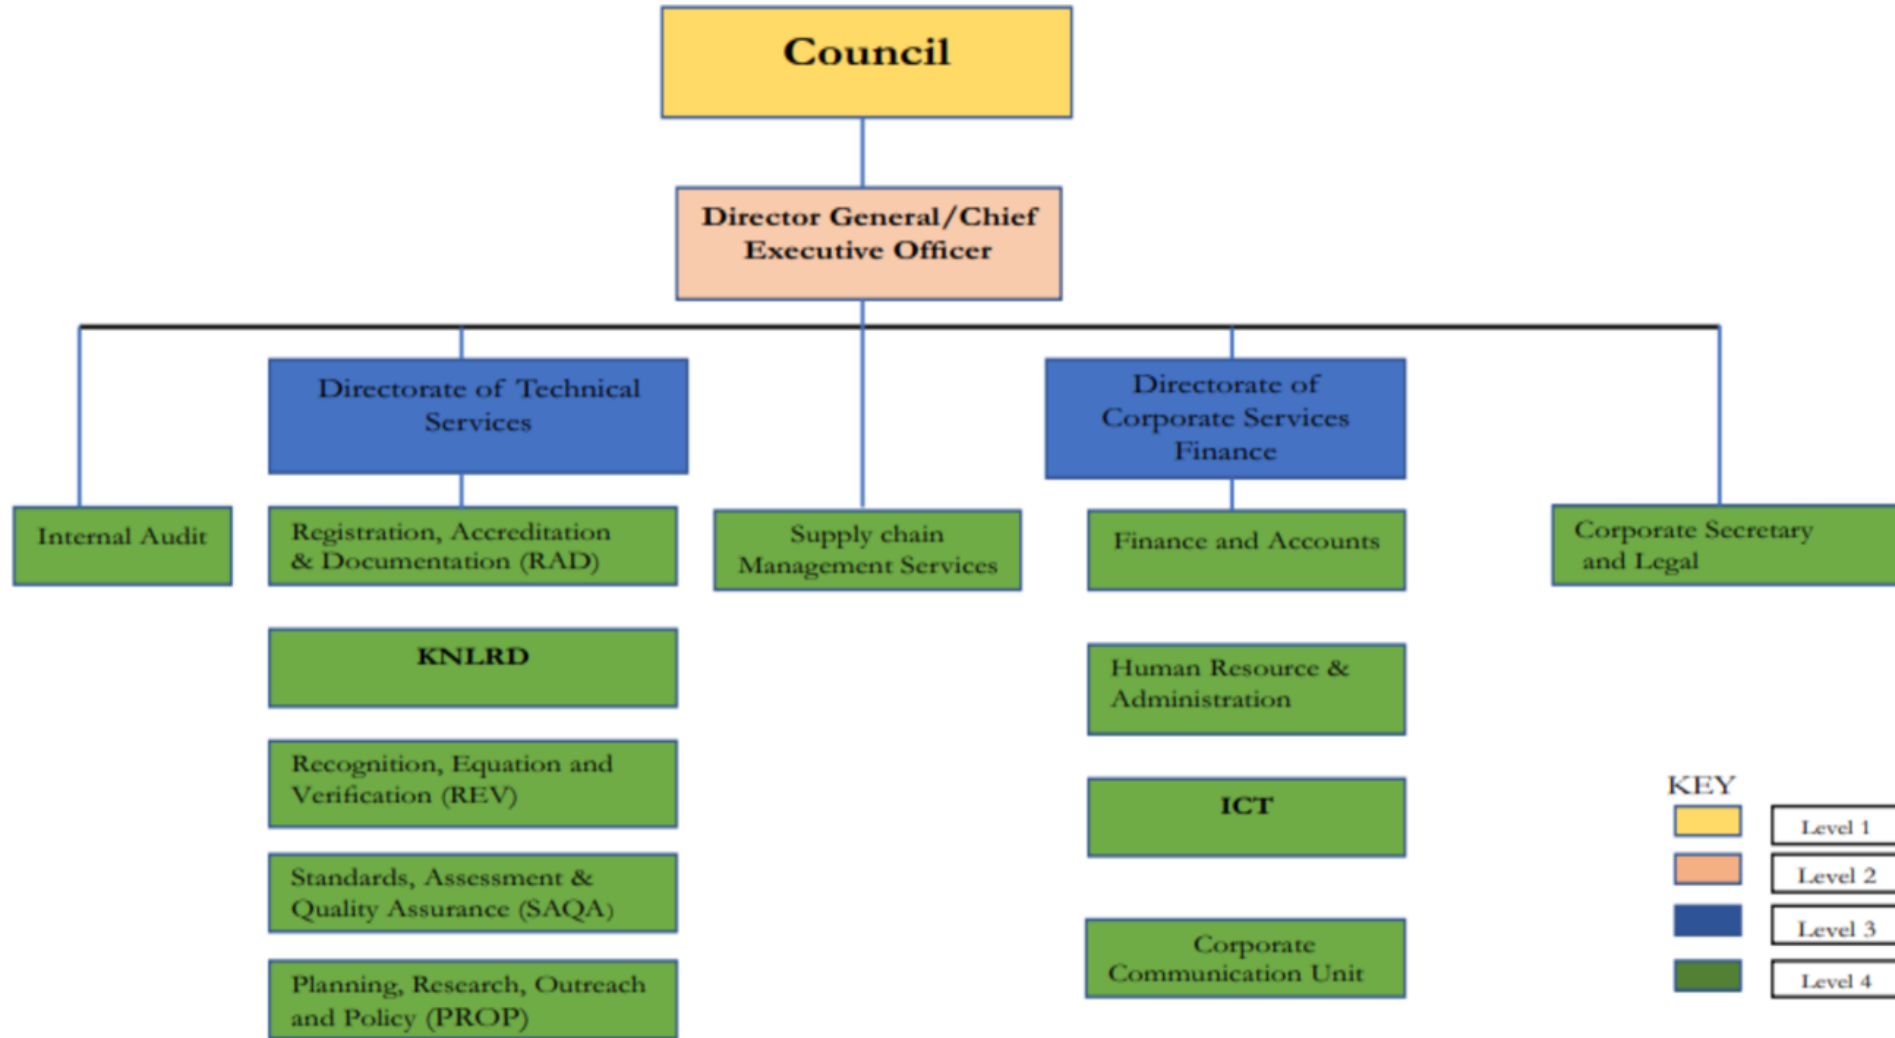 Council
Director General/Chief
Executive Officer
Directorate of Technical
Services
Directorate of
Corporate Services
Finance
Internal Audit
Registration, Accreditation
& Documentation (RAD)
Supply chain
Management Services
Finance and Accounts
Corporate Secretary
and Legal
KNLRD
Human Resource &
Administration
Recognition, Equation and
Verification (REV)
ICT
Standards, Assessment &
Quality Assurance (SAQA)
Corporate
Communication Unit
Planning, Research, Outreach
and Policy (PROP)
KEY
Level 1
Level 2
Level 3
Level 4